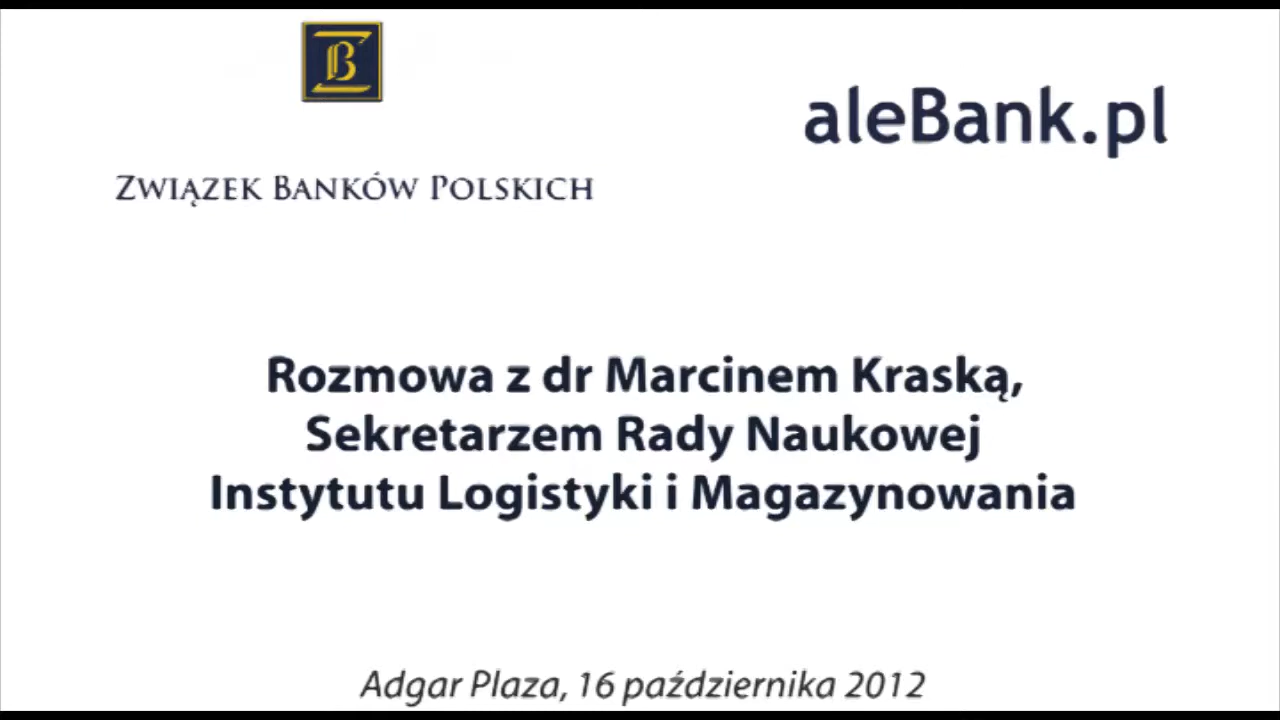 ZB
aleBank.pl
ZWIĄZEK BANKÓW POLSKICH
Rozmowa z dr Marcinem Kraską,
Sekretarzem Rady Naukowej
Instytutu Logistyki i Magazynowania
Adgar Plaza, 16 października 2012